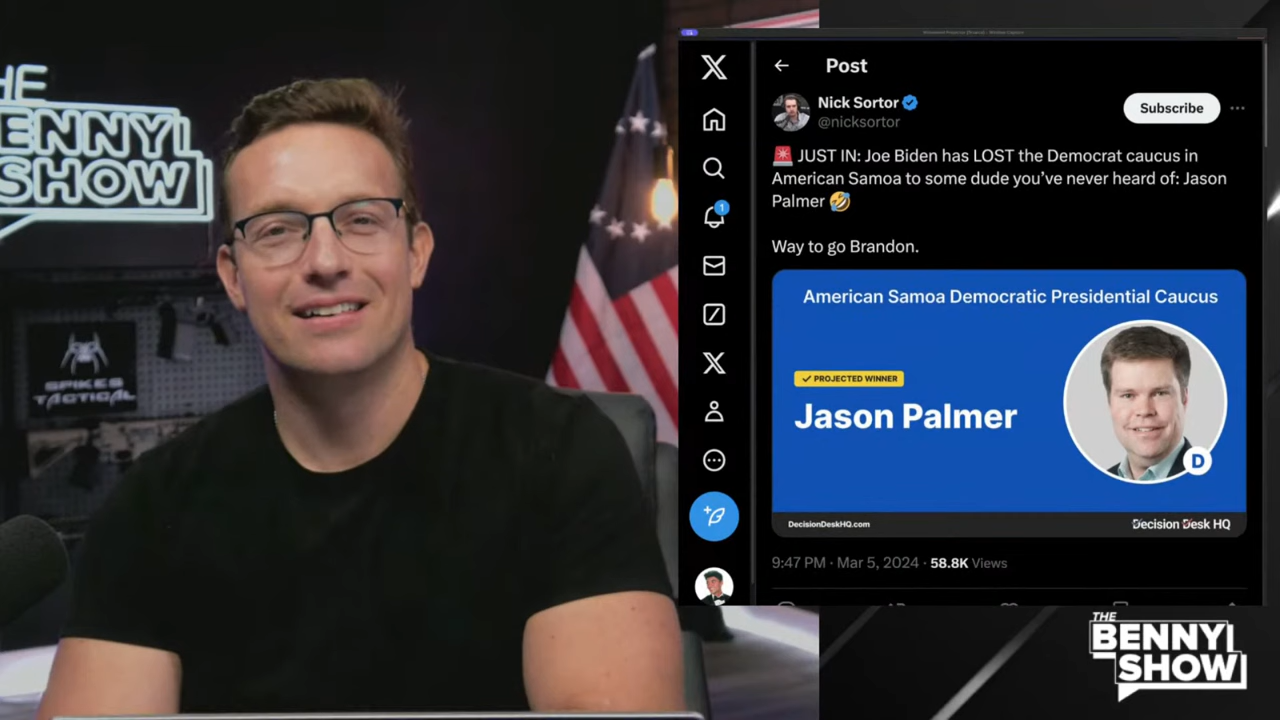 THE
BENNY
SHOW
SPIKES
TACTICAL
Post
Nick Sortor
@nicksortor
Subscribe
🚨 JUST IN: Joe Biden has LOST the Democrat caucus in
American Samoa to some dude you’ve never heard of: Jason
Palmer 🤣
Way to go Brandon.
1
American Samoa Democratic Presidential Caucus
PROJECTED WINNER
Jason Palmer
D
DecisionDeskHQ.com
Decision Desk HQ
9:47 PM · Mar 5, 2024 · 58.8K Views
THE
BENNY
SHOW